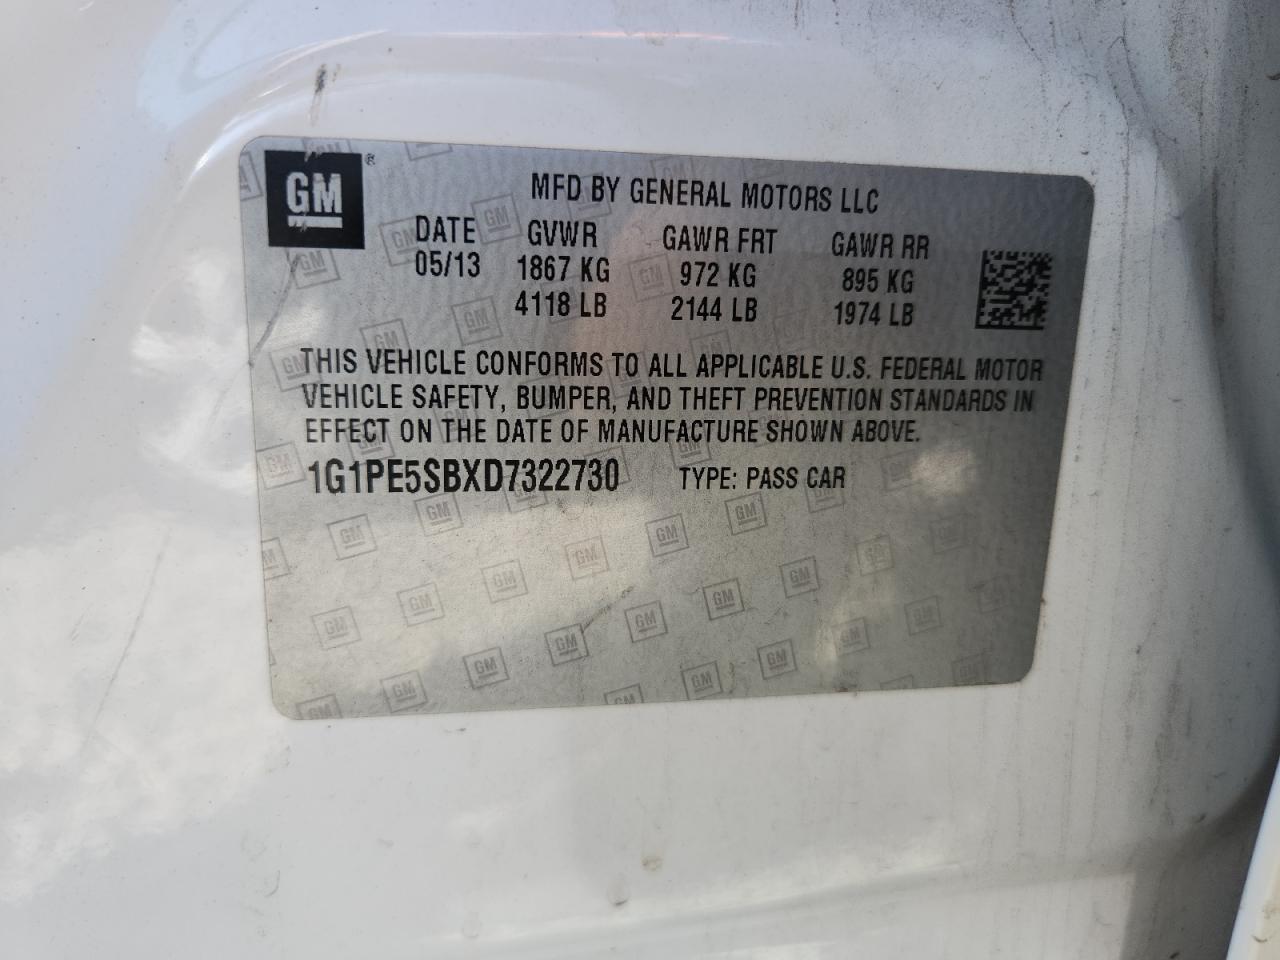 GM ®
MFD BY GENERAL MOTORS LLC
DATE GVWR GAWR FRT GAWR RR
05/13 1867 KG 972 KG 895 KG
4118 LB 2144 LB 1974 LB
THIS VEHICLE CONFORMS TO ALL APPLICABLE U.S. FEDERAL MOTOR
VEHICLE SAFETY, BUMPER, AND THEFT PREVENTION STANDARDS IN
EFFECT ON THE DATE OF MANUFACTURE SHOWN ABOVE.
1G1PE5SBXD7322730 TYPE: PASS CAR